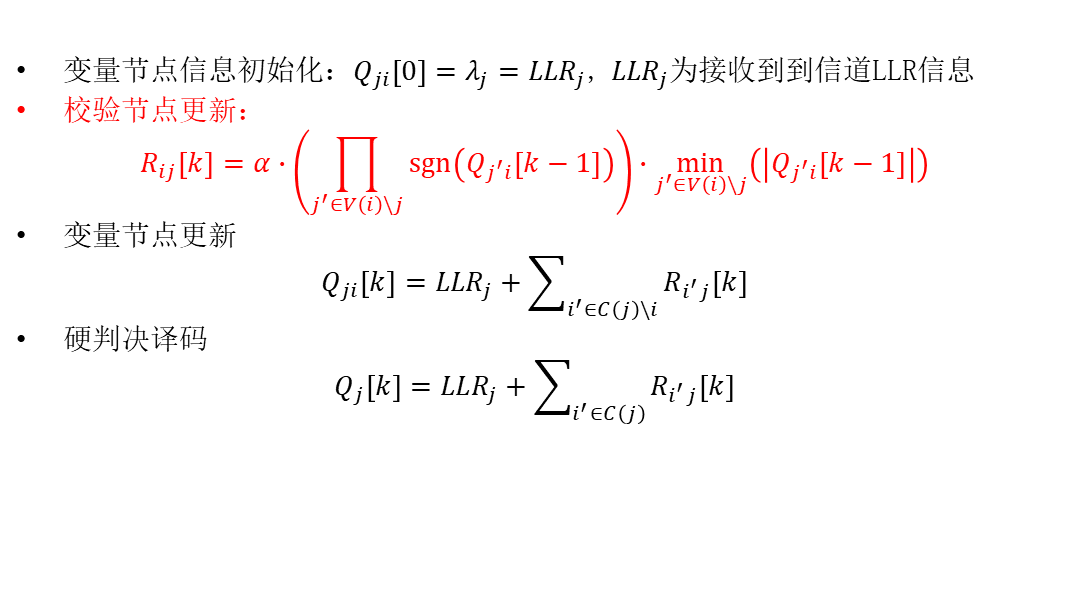 • 变量节点信息初始化：Q_{ji}[0] = λ_j = LLR_j，LLR_j为接收到到信道LLR信息
• 校验节点更新：
R_{ij}[k] = α · (∏_{j′∈V(i)\j} sgn(Q_{j′i}[k − 1])) · min_{j′∈V(i)\j}(|Q_{j′i}[k − 1]|)
• 变量节点更新
Q_{ji}[k] = LLR_j + ∑_{i′∈C(j)\i} R_{i′j}[k]
• 硬判决译码
Q_j[k] = LLR_j + ∑_{i′∈C(j)} R_{i′j}[k]